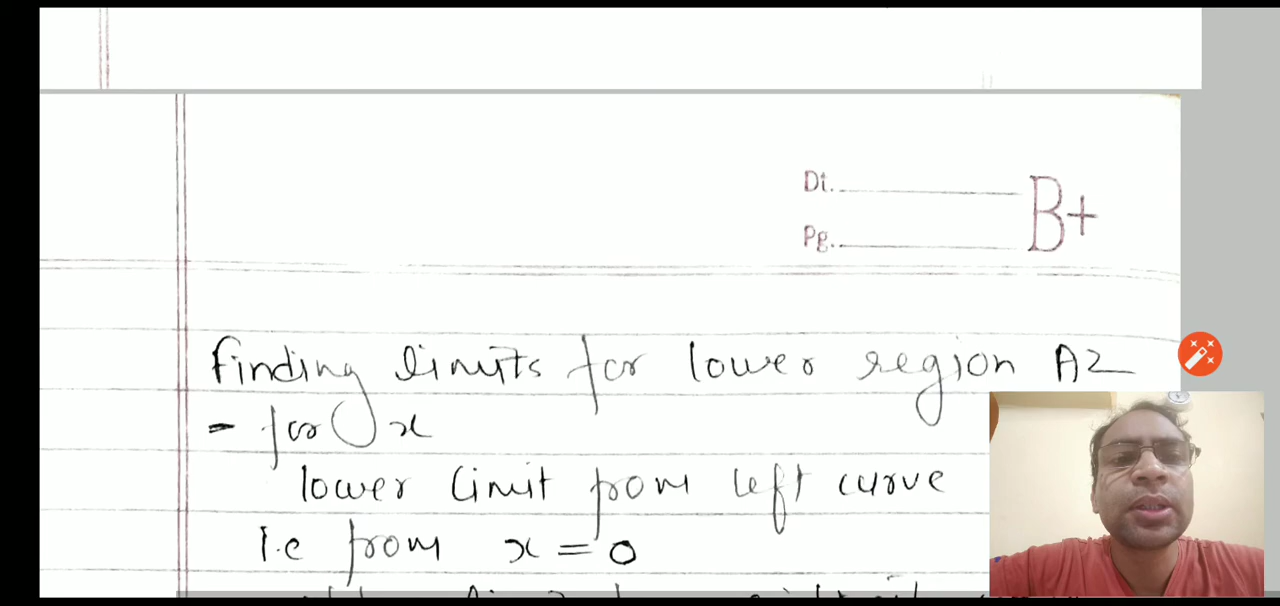 Dt.
B+
Pg.
finding limits for lower region A2
- for x
lower limit from left curve
I.e from x = 0